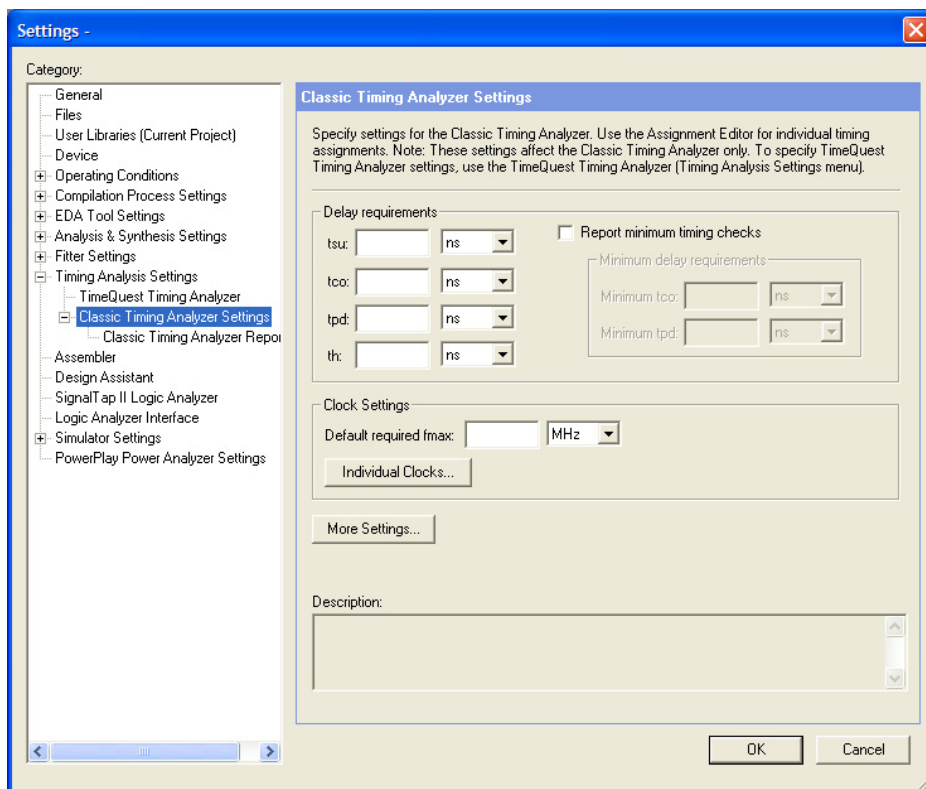 Settings -
Category:
General
Files
User Libraries (Current Project)
Device
Operating Conditions
Compilation Process Settings
EDA Tool Settings
Analysis & Synthesis Settings
Fitter Settings
Timing Analysis Settings
TimeQuest Timing Analyzer
Classic Timing Analyzer Settings
Classic Timing Analyzer Repor
Assembler
Design Assistant
SignalTap II Logic Analyzer
Logic Analyzer Interface
Simulator Settings
PowerPlay Power Analyzer Settings
Classic Timing Analyzer Settings
Specify settings for the Classic Timing Analyzer. Use the Assignment Editor for individual timing
assignments. Note: These settings affect the Classic Timing Analyzer only. To specify TimeQuest
Timing Analyzer settings, use the TimeQuest Timing Analyzer (Timing Analysis Settings menu).
Delay requirements
tsu: ns
tco: ns
tpd: ns
th: ns
Report minimum timing checks
Minimum delay requirements
Minimum tco: ns
Minimum tpd: ns
Clock Settings
Default required fmax: MHz
Individual Clocks...
More Settings...
Description:
OK Cancel